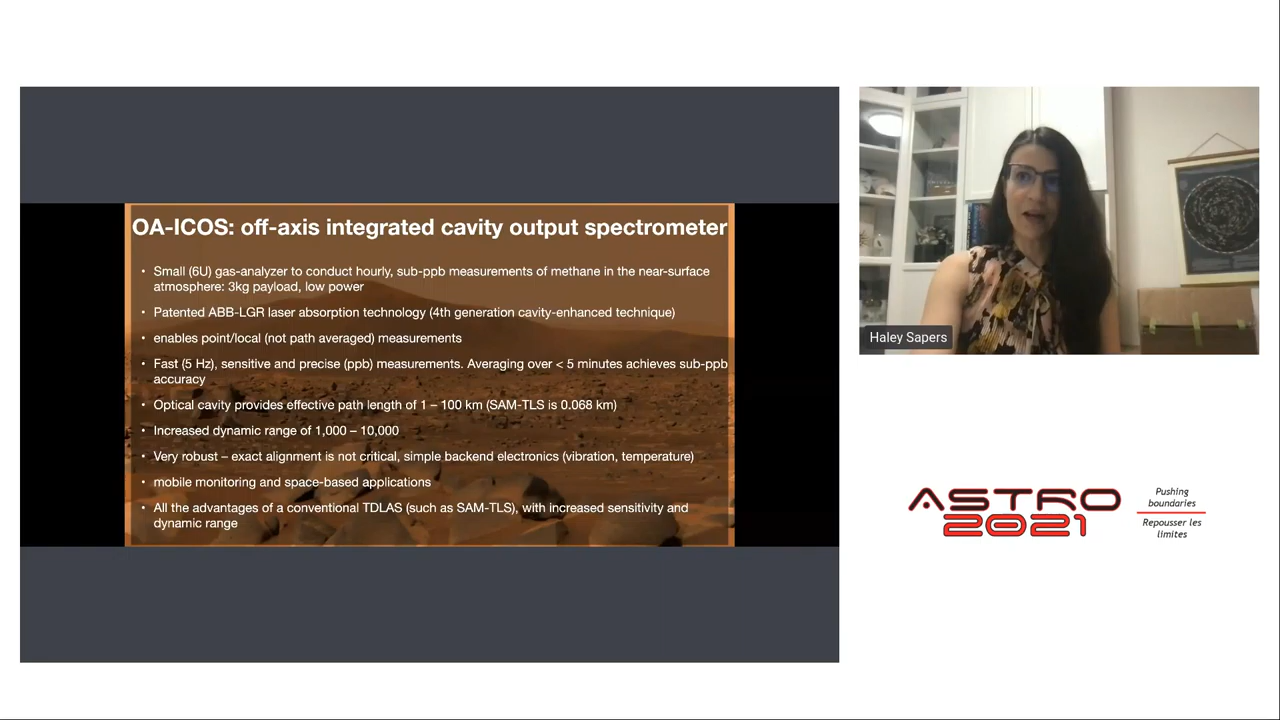 OA-ICOS: off-axis integrated cavity output spectrometer
• Small (6U) gas-analyzer to conduct hourly, sub-ppb measurements of methane in the near-surface
atmosphere: 3kg payload, low power
• Patented ABB-LGR laser absorption technology (4th generation cavity-enhanced technique)
• enables point/local (not path averaged) measurements
• Fast (5 Hz), sensitive and precise (ppb) measurements. Averaging over < 5 minutes achieves sub-ppb
accuracy
• Optical cavity provides effective path length of 1 – 100 km (SAM-TLS is 0.068 km)
• Increased dynamic range of 1,000 – 10,000
• Very robust – exact alignment is not critical, simple backend electronics (vibration, temperature)
• mobile monitoring and space-based applications
• All the advantages of a conventional TDLAS (such as SAM-TLS), with increased sensitivity and
dynamic range
Haley Sapers
ASTRO
2021
Pushing
boundaries
Repousser les
limites